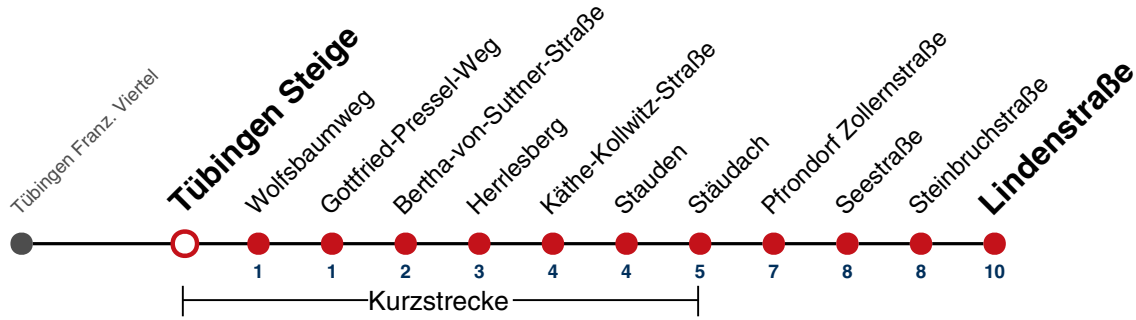 Tübingen Franz. Viertel
Tübingen Steige
Wolfsbaumweg
Gottfried-Pressel-Weg
Bertha-von-Suttner-Straße
Herrlesberg
Käthe-Kollwitz-Straße
Stauden
Stäudach
Pfrondorf Zollernstraße
Seestraße
Steinbruchstraße
Lindenstraße
1 1 2 3 4 4 5 7 8 8 10
Kurzstrecke